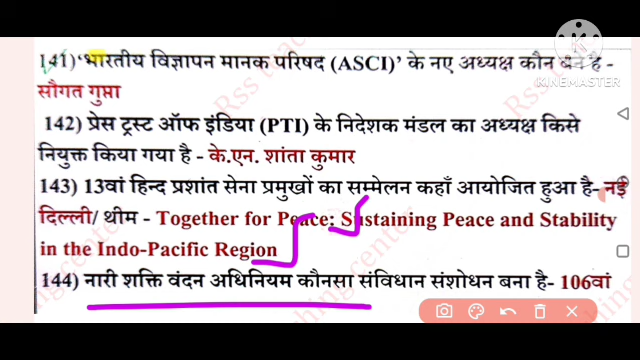 141) 'भारतीय विज्ञापन मानक परिषद (ASCI)' के नए अध्यक्ष कौन बने है -
सौगत गुप्ता
142) प्रेस ट्रस्ट ऑफ इंडिया (PTI) के निदेशक मंडल का अध्यक्ष किसे
नियुक्त किया गया है - के.एन. शांता कुमार
143) 13वां हिन्द प्रशांत सेना प्रमुखों का सम्मेलन कहाँ आयोजित हुआ है- नई
दिल्ली/ थीम - Together for Peace: Sustaining Peace and Stability
in the Indo-Pacific Region
144) नारी शक्ति वंदन अधिनियम कौनसा संविधान संशोधन बना है- 106वां
KINEMASTER